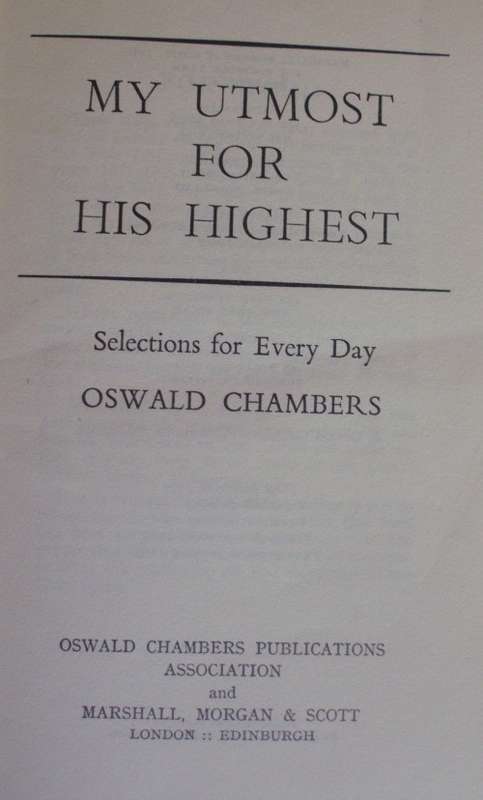 MY UTMOST
FOR
HIS HIGHEST
Selections for Every Day
OSWALD CHAMBERS
OSWALD CHAMBERS PUBLICATIONS
ASSOCIATION
and
MARSHALL, MORGAN & SCOTT
LONDON :: EDINBURGH